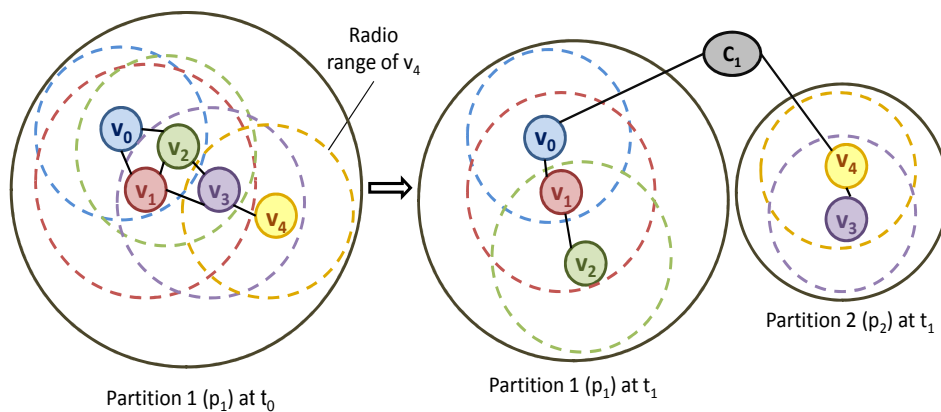 Radio
range of v4
v0
v2
v1
v3
v4
Partition 1 (p1) at t0
C1
v0
v1
v2
Partition 1 (p1) at t1
v4
v3
Partition 2 (p2) at t1